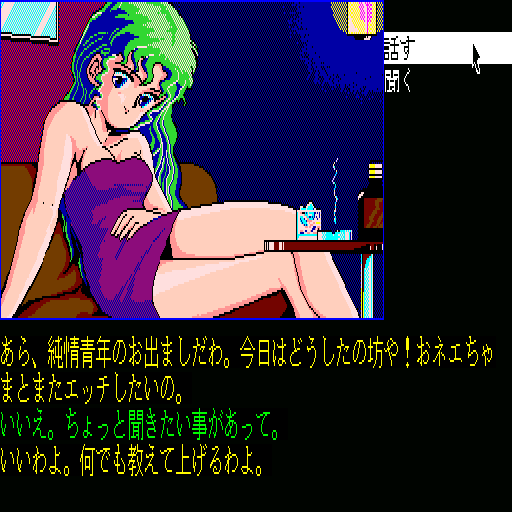 話す
聞く
あら、純情青年のお出ましだわ。今日はどうしたの坊や！おネエちゃ
まとまたエッチしたいの。
いいえ。ちょっと聞きたい事があって。
いいわよ。何でも教えて上げるわよ。